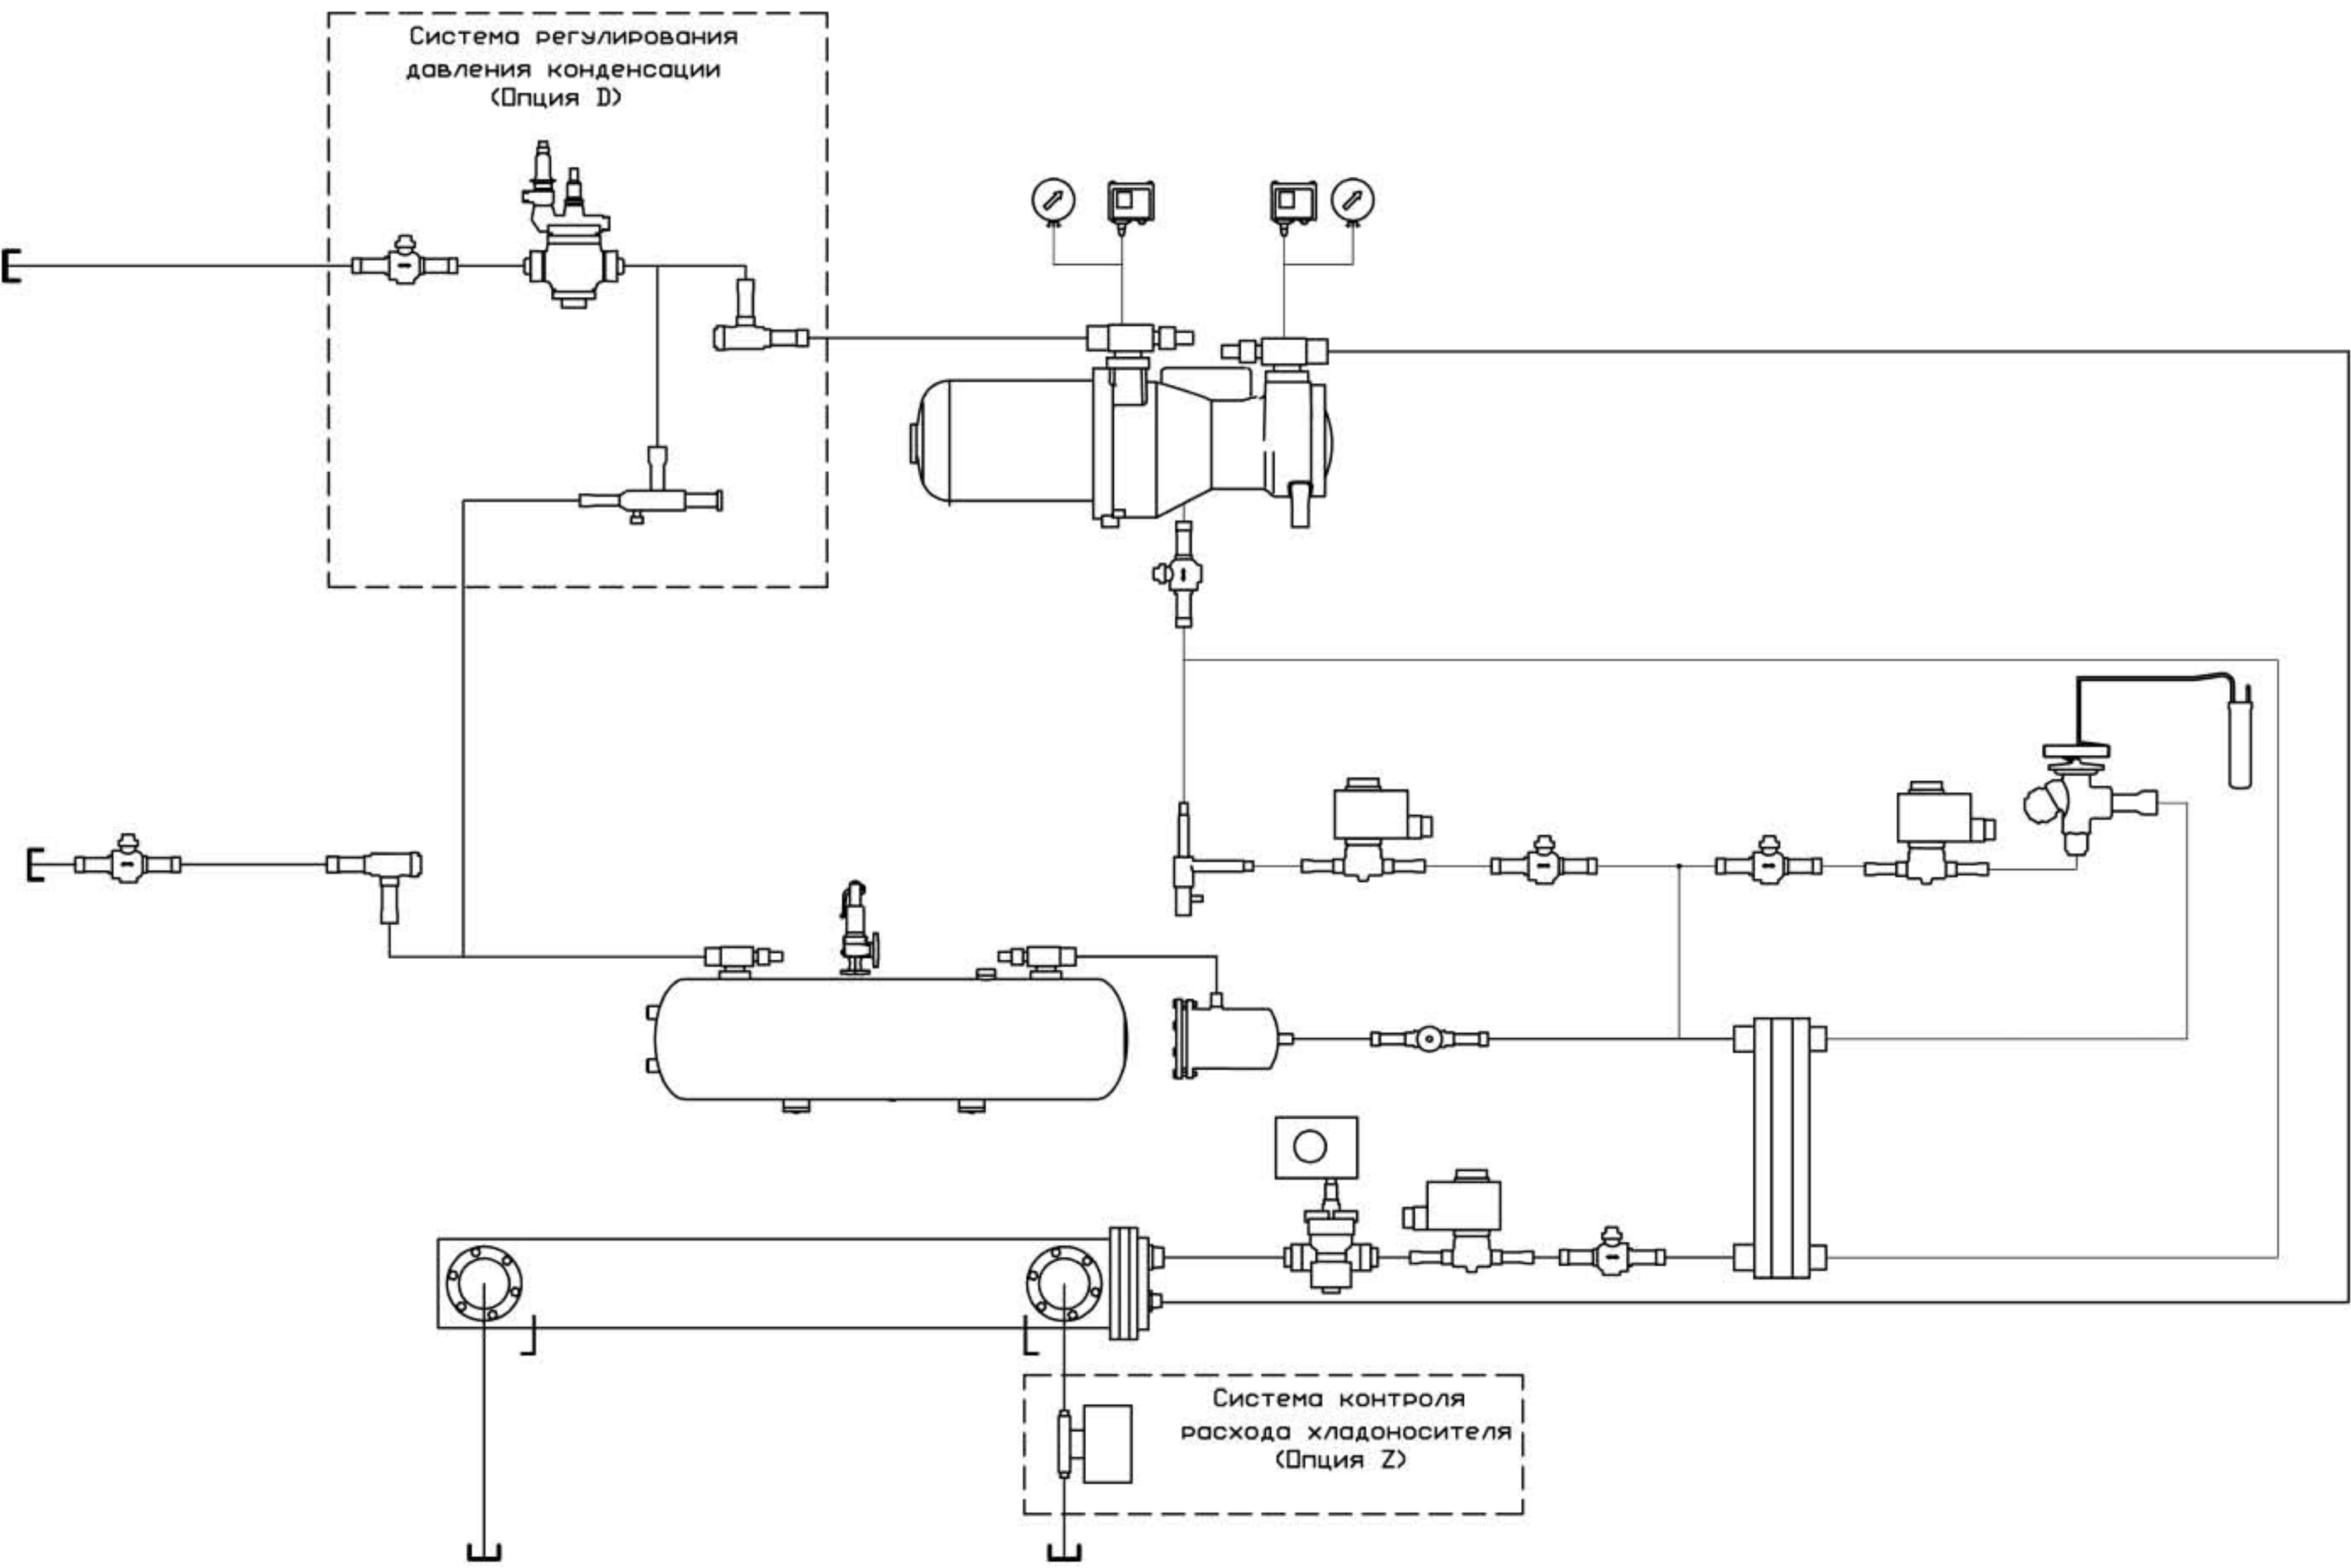 Система регулирования
давления конденсации
(Опция D)
Система контроля
расхода хладоносителя
(Опция Z)